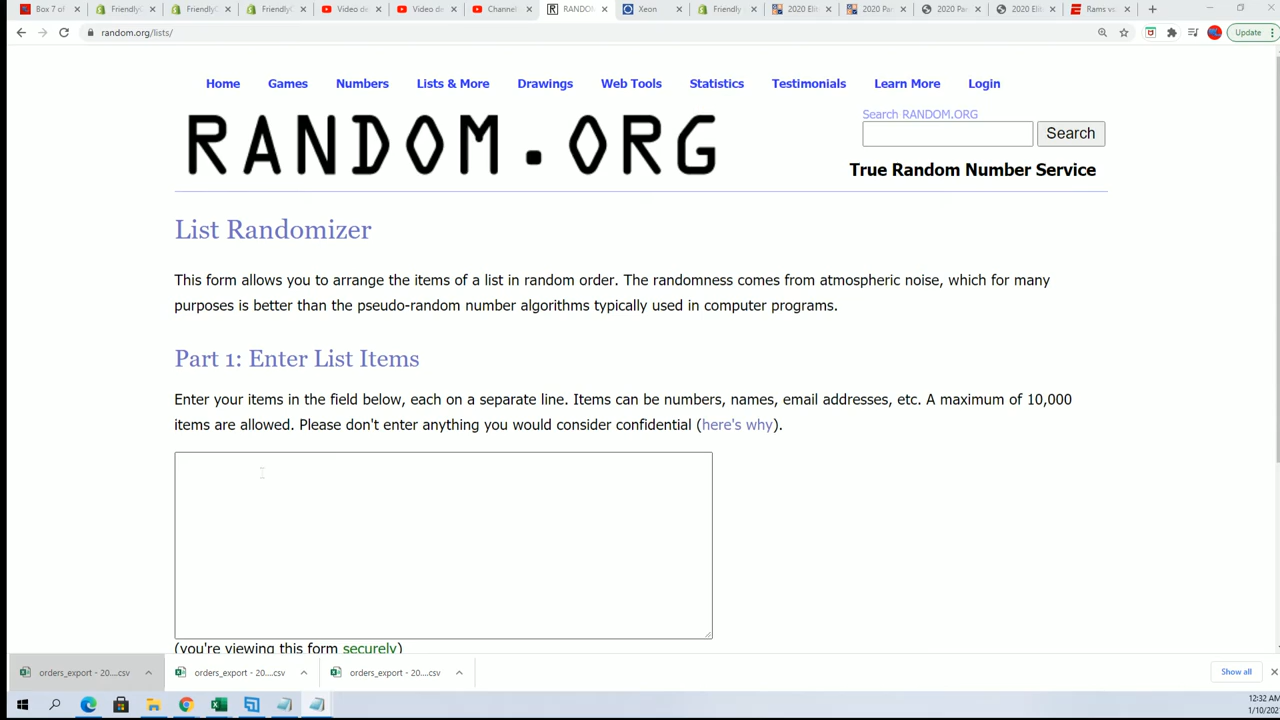 Box 7 of
FriendlyC
FriendlyC
FriendlyC
Video de
Video de
Channel
RANDOM
Xeon
Friendly
2020 Elit
2020 Pa
2020 Pa
2020 Elit
Rams vs.
random.org/lists/
Update
Home Games Numbers Lists & More Drawings Web Tools Statistics Testimonials Learn More Login
RANDOM.ORG
Search RANDOM.ORG
Search
True Random Number Service
List Randomizer
This form allows you to arrange the items of a list in random order. The randomness comes from atmospheric noise, which for many
purposes is better than the pseudo-random number algorithms typically used in computer programs.
Part 1: Enter List Items
Enter your items in the field below, each on a separate line. Items can be numbers, names, email addresses, etc. A maximum of 10,000
items are allowed. Please don't enter anything you would consider confidential (here's why).
(you're viewing this form securely)
orders_export - 20....csv
orders_export - 20....csv
orders_export - 20....csv
Show all
12:32 AM
1/10/202